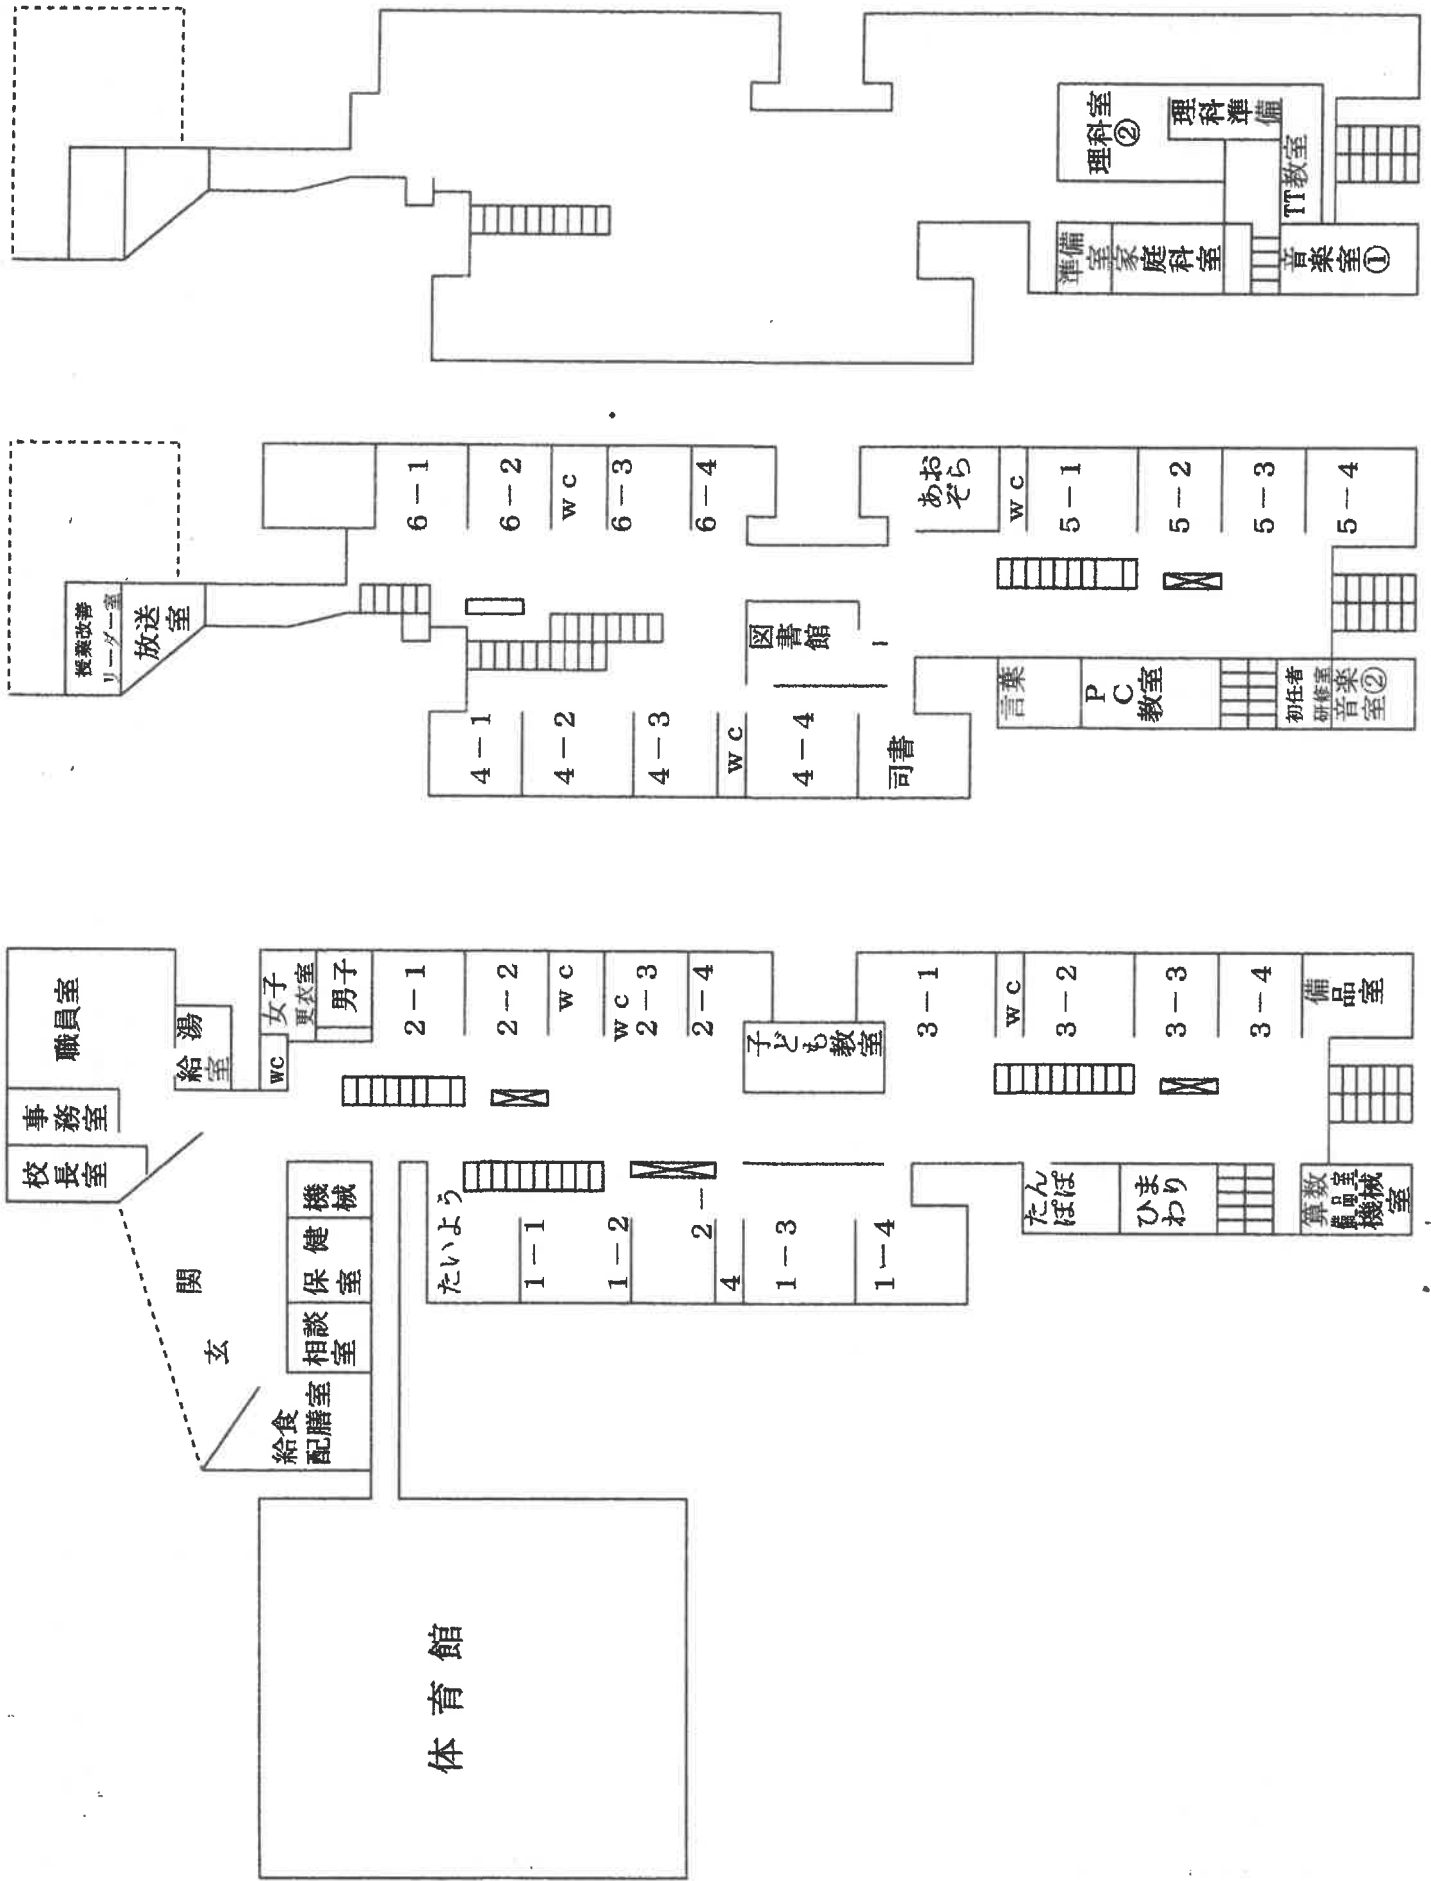 理科室
②
理科準
備
TT教室
準備
室
家
庭
科
室
音
楽
室
①
授業改善
リーダー室
放送
室
6－1
6－2
wc
6－3
6－4
あお
ぞら
wc
5－1
5－2
5－3
5－4
図
書
館
4－1
4－2
4－3
wc
4－4
司書
言葉
P
C
教室
初任者
研修室
音楽
室②
職員室
事
務
室
校
長
室
湯
給
室
女子
更衣室
男子
wc
2－1
2－2
wc
wc
2－3
2－4
子
ども
教
室
3－1
wc
3－2
3－3
3－4
備
品
室
機
械
保健
室
相談
室
給食
配膳室
関
玄
たいよう
1－1
1－2
2－
4
1－3
1－4
たん
ぽぽ
ひま
わり
算数
備品室
機械
室
体育館